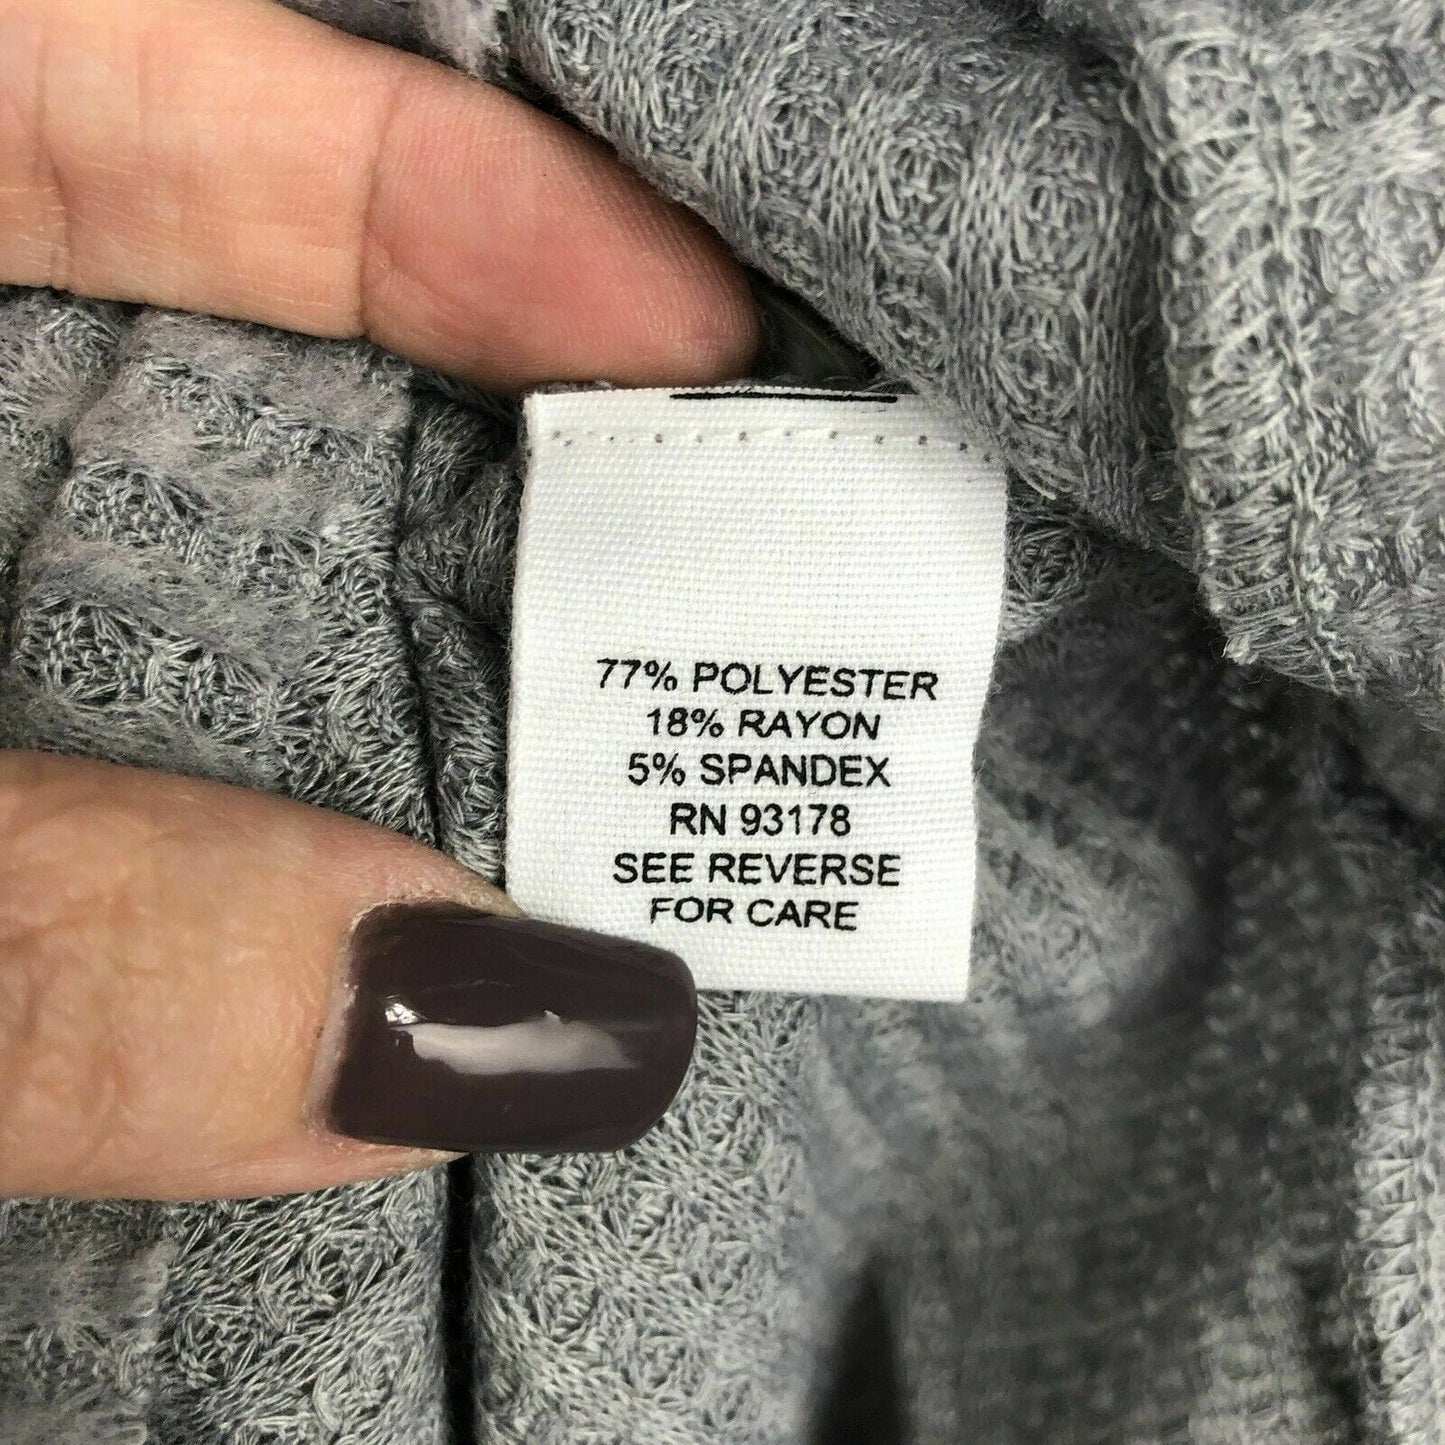 77% POLYESTER
18% RAYON
5% SPANDEX
RN 93178
SEE REVERSE
FOR CARE